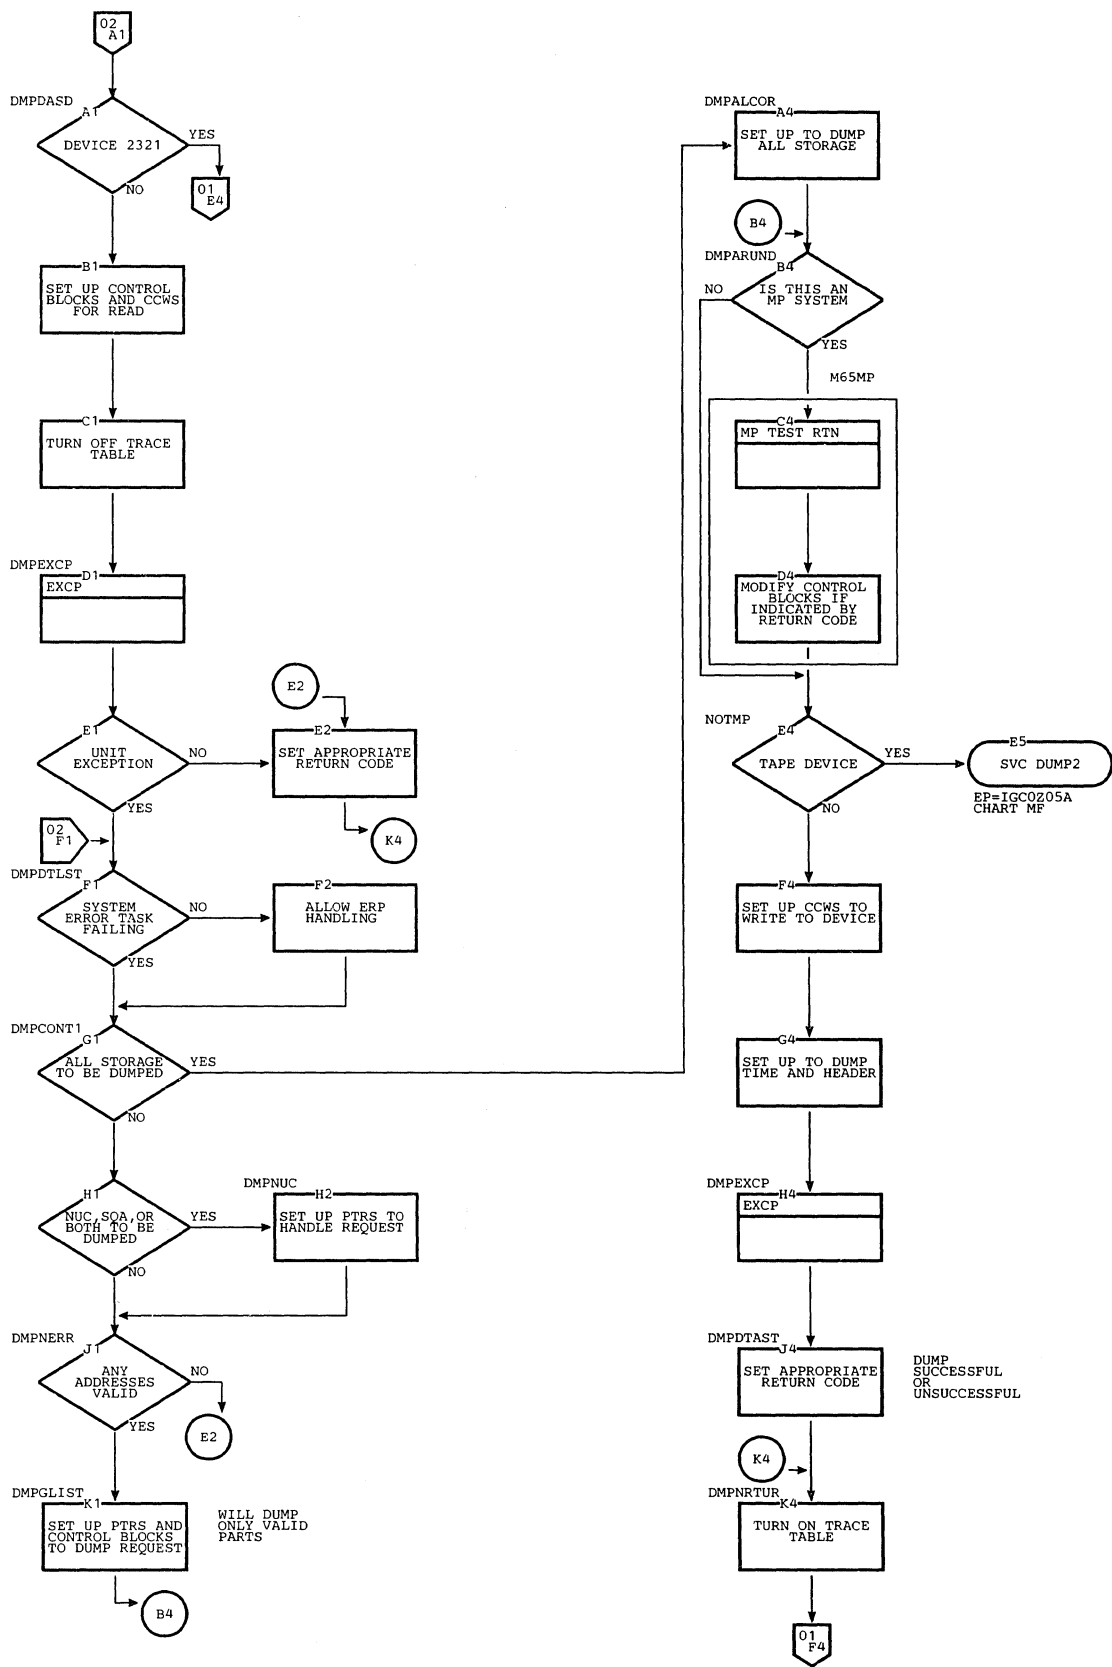 02
A1
DMPDASD
A1
DEVICE 2321
YES
NO
01
E4
B1
SET UP CONTROL
BLOCKS AND CCWS
FOR READ
C1
TURN OFF TRACE
TABLE
DMPEXCP
D1
EXCP
E1
UNIT
EXCEPTION
NO
YES
E2
E2
SET APPROPRIATE
RETURN CODE
K4
02
F1
DMPDTLST
F1
SYSTEM
ERROR TASK
FAILING
NO
YES
F2
ALLOW ERP
HANDLING
DMPCONT1
G1
ALL STORAGE
TO BE DUMPED
YES
NO
H1
NUC,SQA,OR
BOTH TO BE
DUMPED
YES
NO
DMPNUC
H2
SET UP PTRS TO
HANDLE REQUEST
DMPNERR
J1
ANY
ADDRESSES
VALID
NO
YES
E2
DMPGLIST
K1
SET UP PTRS AND
CONTROL BLOCKS
TO DUMP REQUEST
WILL DUMP
ONLY VALID
PARTS
B4
DMPALCOR
A4
SET UP TO DUMP
ALL STORAGE
B4
DMPARUND
B4
IS THIS AN
MP SYSTEM
NO
YES
M65MP
C4
MP TEST RTN
D4
MODIFY CONTROL
BLOCKS IF
INDICATED BY
RETURN CODE
NOTMP
E4
TAPE DEVICE
YES
NO
E5
SVC DUMP2
EP=IGC0Z05A
CHART MF
F4
SET UP CCWS TO
WRITE TO DEVICE
G4
SET UP TO DUMP
TIME AND HEADER
DMPEXCP
H4
EXCP
DMPDTAST
J4
SET APPROPRIATE
RETURN CODE
DUMP
SUCCESSFUL
OR
UNSUCCESSFUL
K4
DMPNRTUR
K4
TURN ON TRACE
TABLE
01
F4